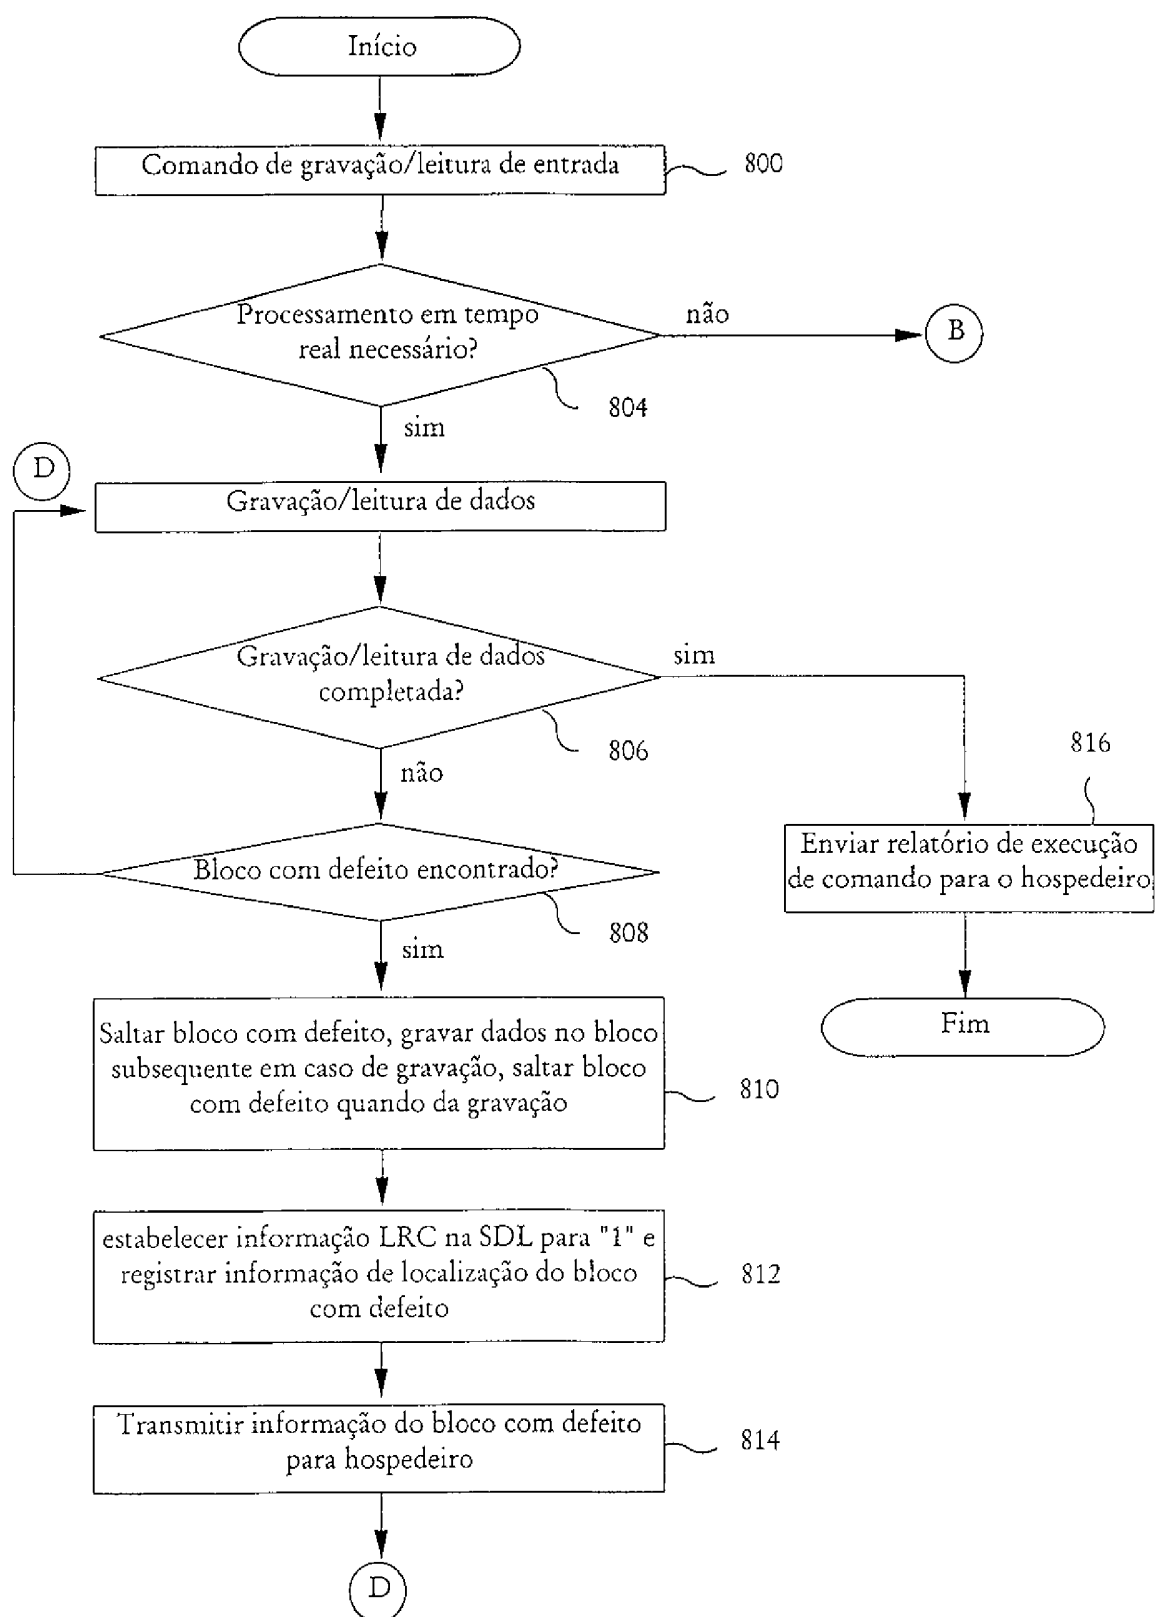 Início
Comando de gravação/leitura de entrada
800
Processamento em tempo
real necessário?
não
B
804
sim
D
Gravação/leitura de dados
Gravação/leitura de dados
completada?
sim
806
não
816
Enviar relatório de execução
de comando para o hospedeiro
Bloco com defeito encontrado?
808
sim
Fim
Saltar bloco com defeito, gravar dados no bloco
subsequente em caso de gravação, saltar bloco
com defeito quando da gravação
810
estabelecer informação LRC na SDL para "1" e
registrar informação de localização do bloco
com defeito
812
Transmitir informação do bloco com defeito
para hospedeiro
814
D